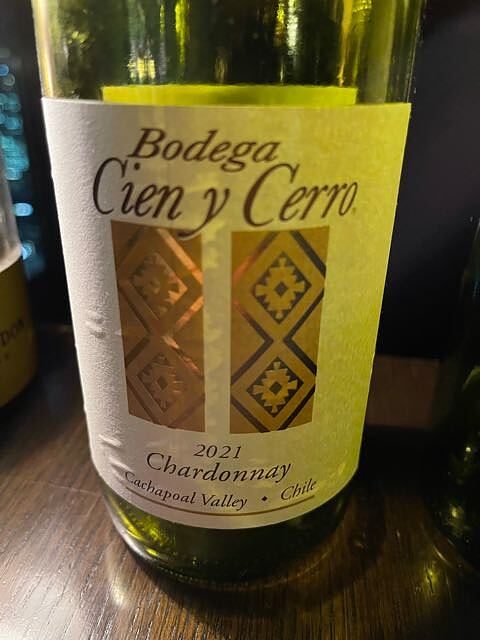 Bodega
Cien y Cerro
2021
Chardonnay
Cachapoal Valley • Chile